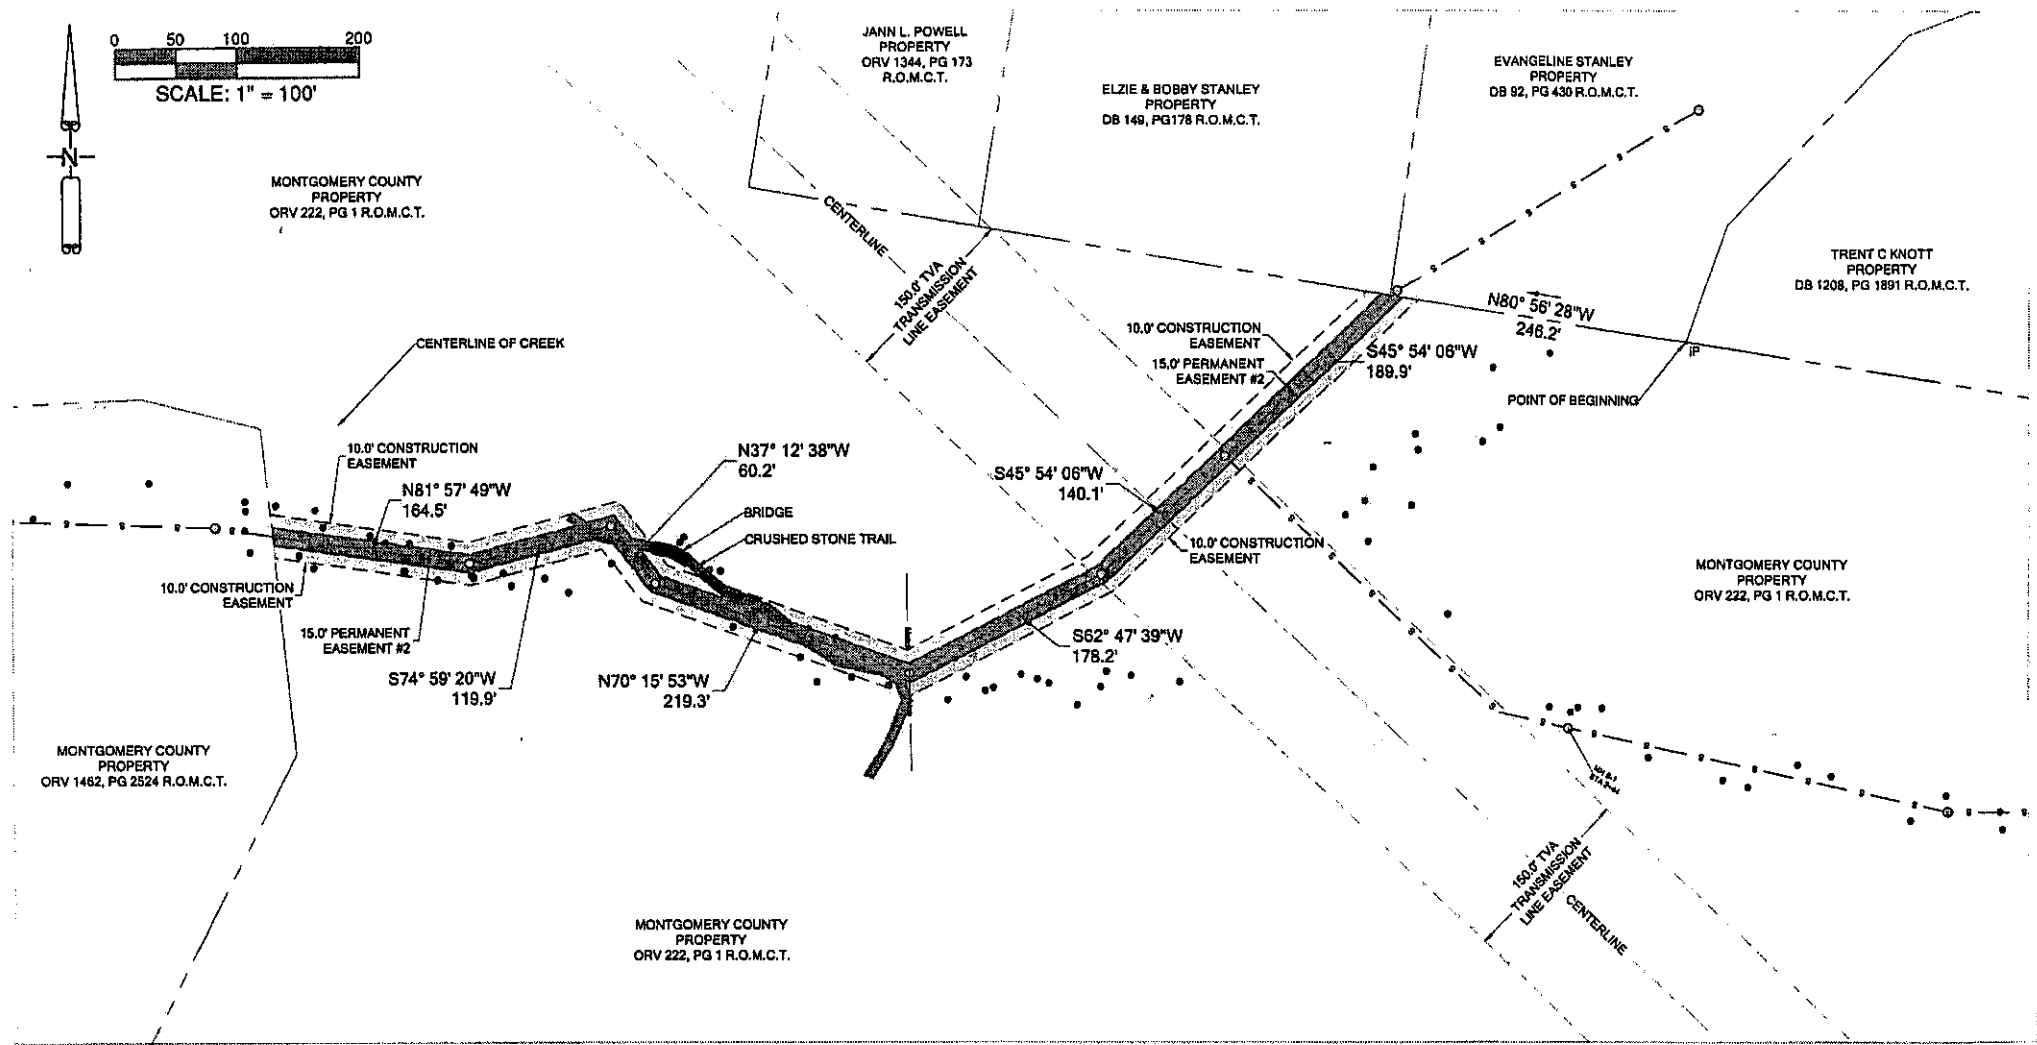 0 50 100 200
SCALE: 1" = 100'
N
JANN L. POWELL
PROPERTY
ORV 1344, PG 173
R.O.M.C.T.
ELZIE & BOBBY STANLEY
PROPERTY
DB 149, PG178 R.O.M.C.T.
EVANGELINE STANLEY
PROPERTY
DB 92, PG 430 R.O.M.C.T.
MONTGOMERY COUNTY
PROPERTY
ORV 222, PG 1 R.O.M.C.T.
CENTERLINE
150.0' TVA
TRANSMISSION
LINE EASEMENT
TRENT C KNOTT
PROPERTY
DB 1208, PG 1891 R.O.M.C.T.
N80° 56' 28"W
246.2'
10.0' CONSTRUCTION
EASEMENT
15.0' PERMANENT
EASEMENT #2
S45° 54' 06"W
189.9'
IP
POINT OF BEGINNING
CENTERLINE OF CREEK
10.0' CONSTRUCTION
EASEMENT
N81° 57' 49"W
164.5'
N37° 12' 38"W
60.2'
BRIDGE
CRUSHED STONE TRAIL
S45° 54' 06"W
140.1'
10.0' CONSTRUCTION
EASEMENT
MONTGOMERY COUNTY
PROPERTY
ORV 222, PG 1 R.O.M.C.T.
10.0' CONSTRUCTION
EASEMENT
15.0' PERMANENT
EASEMENT #2
S74° 59' 20"W
119.9'
N70° 15' 53"W
219.3'
S62° 47' 39"W
178.2'
MONTGOMERY COUNTY
PROPERTY
ORV 1462, PG 2524 R.O.M.C.T.
150.0' TVA
TRANSMISSION
LINE EASEMENT
CENTERLINE
MONTGOMERY COUNTY
PROPERTY
ORV 222, PG 1 R.O.M.C.T.